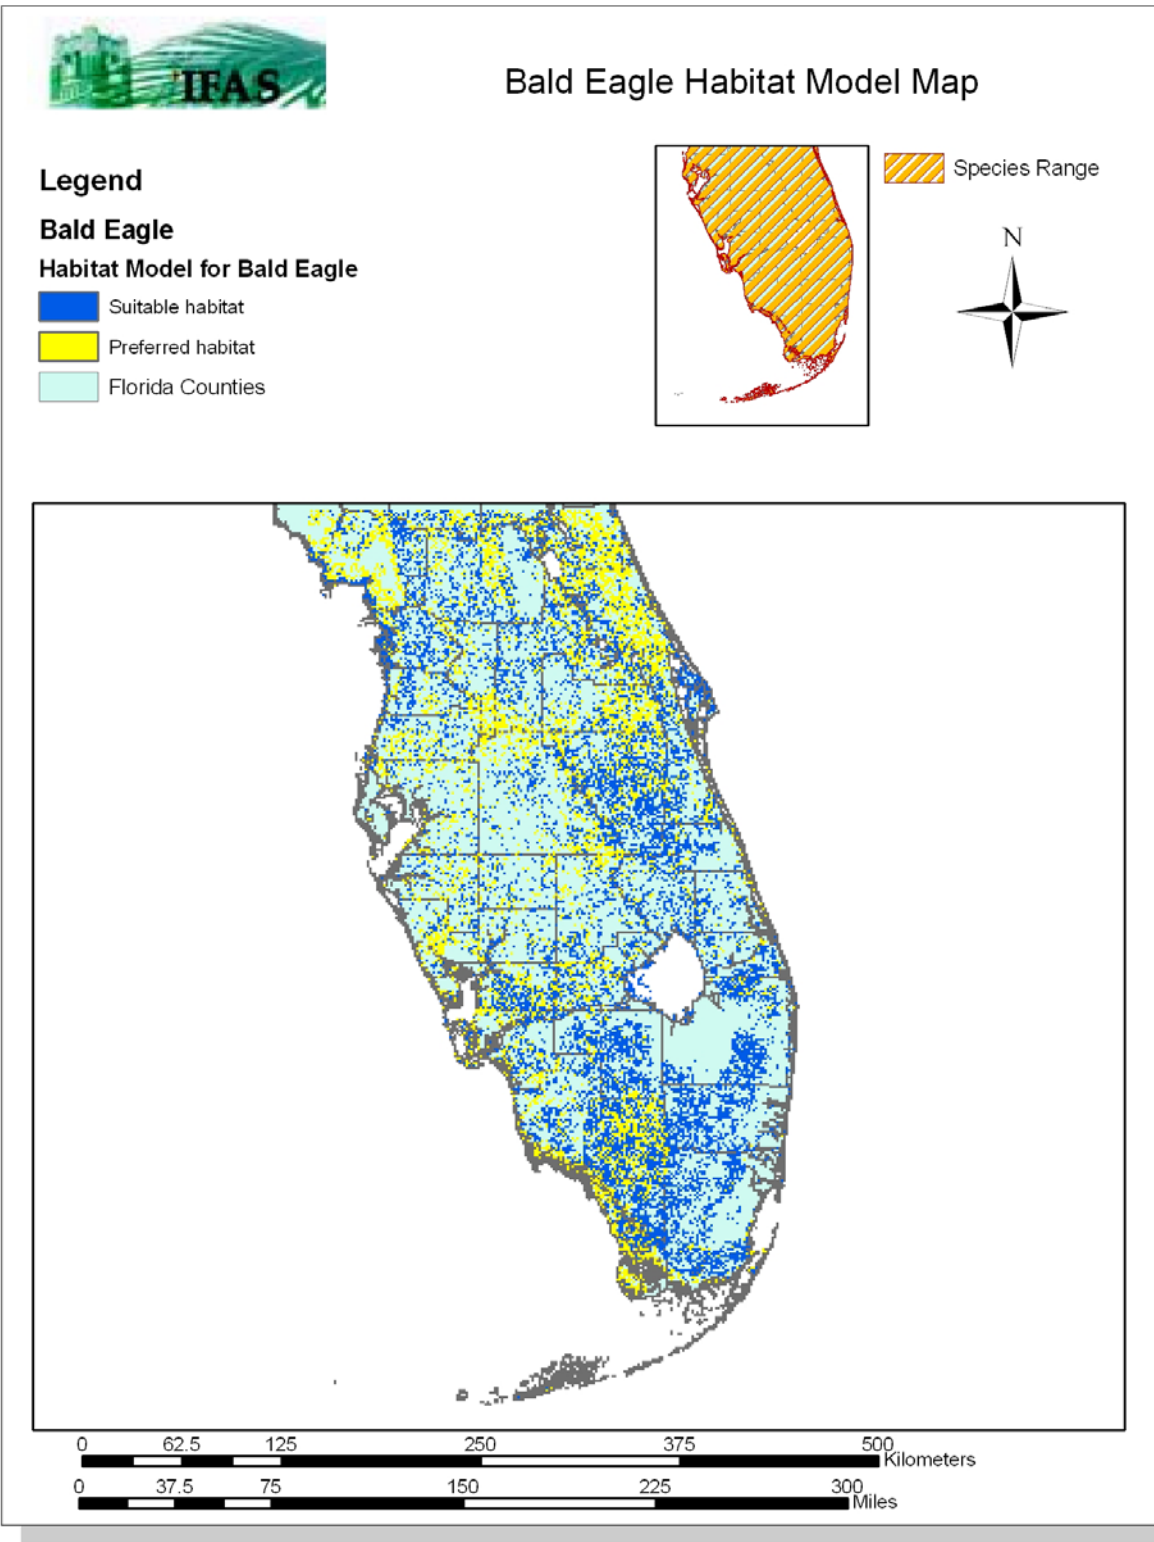 IFAS
Bald Eagle Habitat Model Map
Species Range
N
Legend
Bald Eagle
Habitat Model for Bald Eagle
Suitable habitat
Preferred habitat
Florida Counties
0 62.5 125 250 375 500
Kilometers
0 37.5 75 150 225 300
Miles